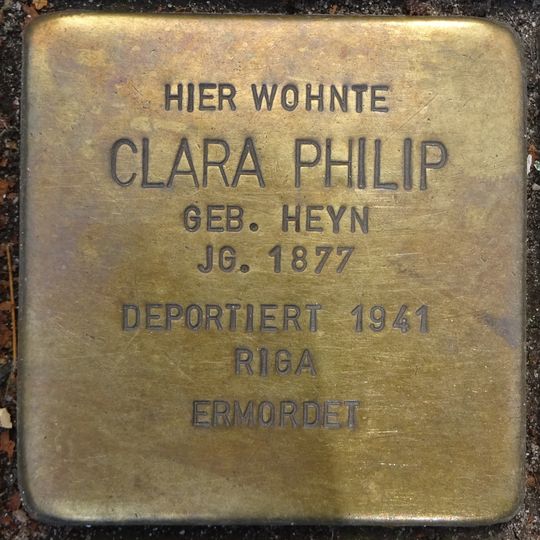 HIER WOHNTE
CLARA PHILIP
GEB. HEYN
JG. 1877
DEPORTIERT 1941
RIGA
ERMORDET